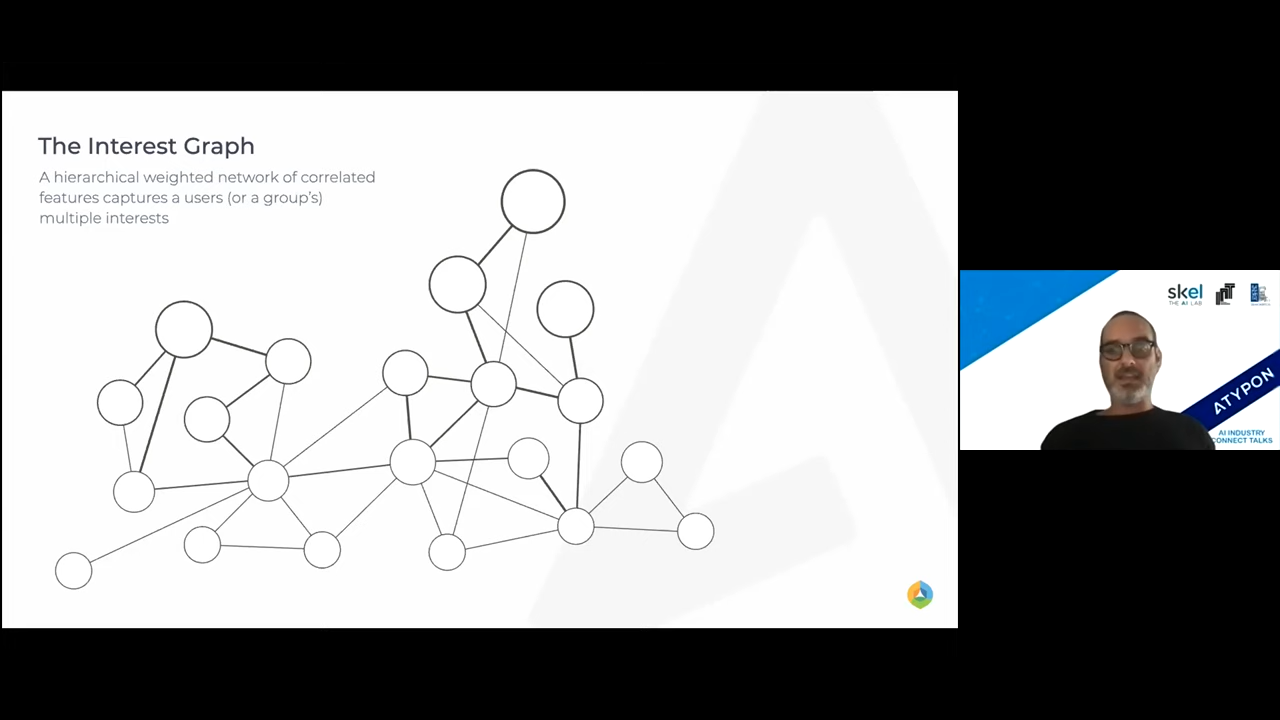 The Interest Graph
A hierarchical weighted network of correlated
features captures a users (or a group's)
multiple interests
skel
THE AI LAB
ATYPON
AI INDUSTRY
CONNECT TALKS